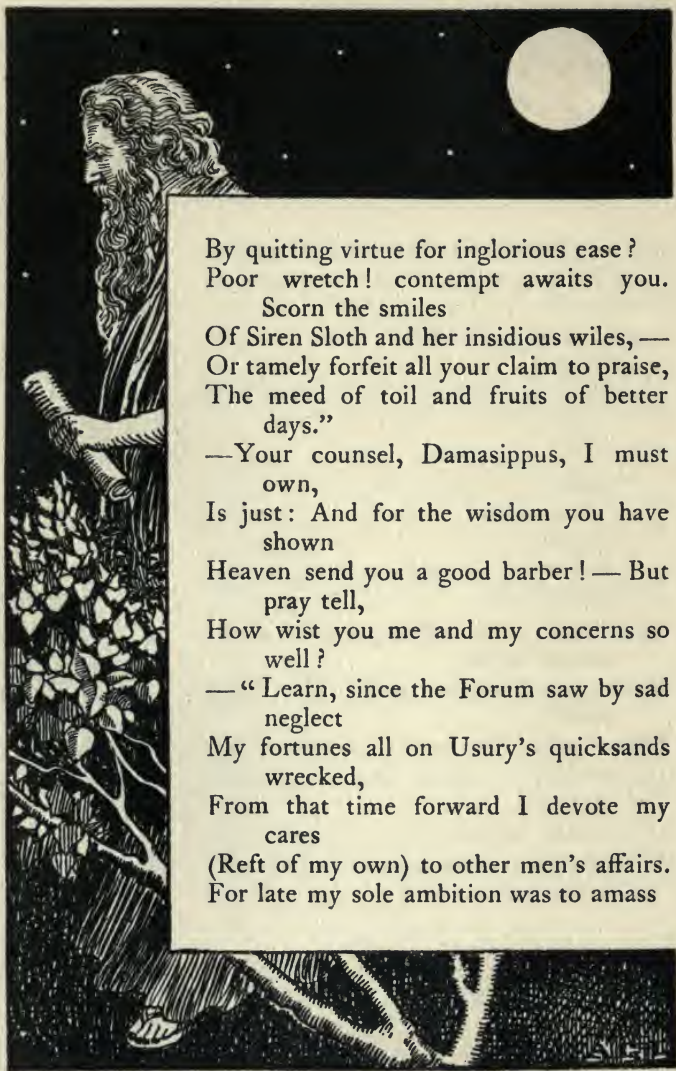 By quitting virtue for inglorious ease?
Poor wretch! contempt awaits you.
Scorn the smiles
Of Siren Sloth and her insidious wiles, —
Or tamely forfeit all your claim to praise,
The meed of toil and fruits of better
days.”
—Your counsel, Damasippus, I must
own,
Is just: And for the wisdom you have
shown
Heaven send you a good barber! — But
pray tell,
How wist you me and my concerns so
well?
— “Learn, since the Forum saw by sad
neglect
My fortunes all on Usury's quicksands
wrecked,
From that time forward I devote my
cares
(Reft of my own) to other men's affairs.
For late my sole ambition was to amass